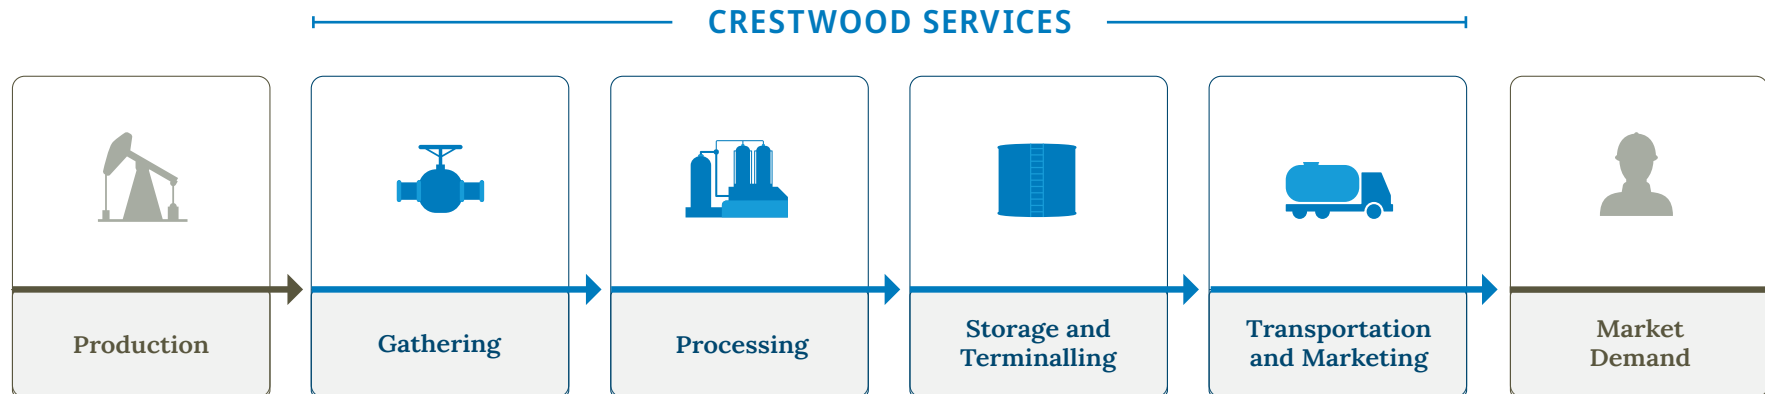 CRESTWOOD SERVICES
Production
Gathering
Processing
Storage and
Terminalling
Transportation
and Marketing
Market
Demand